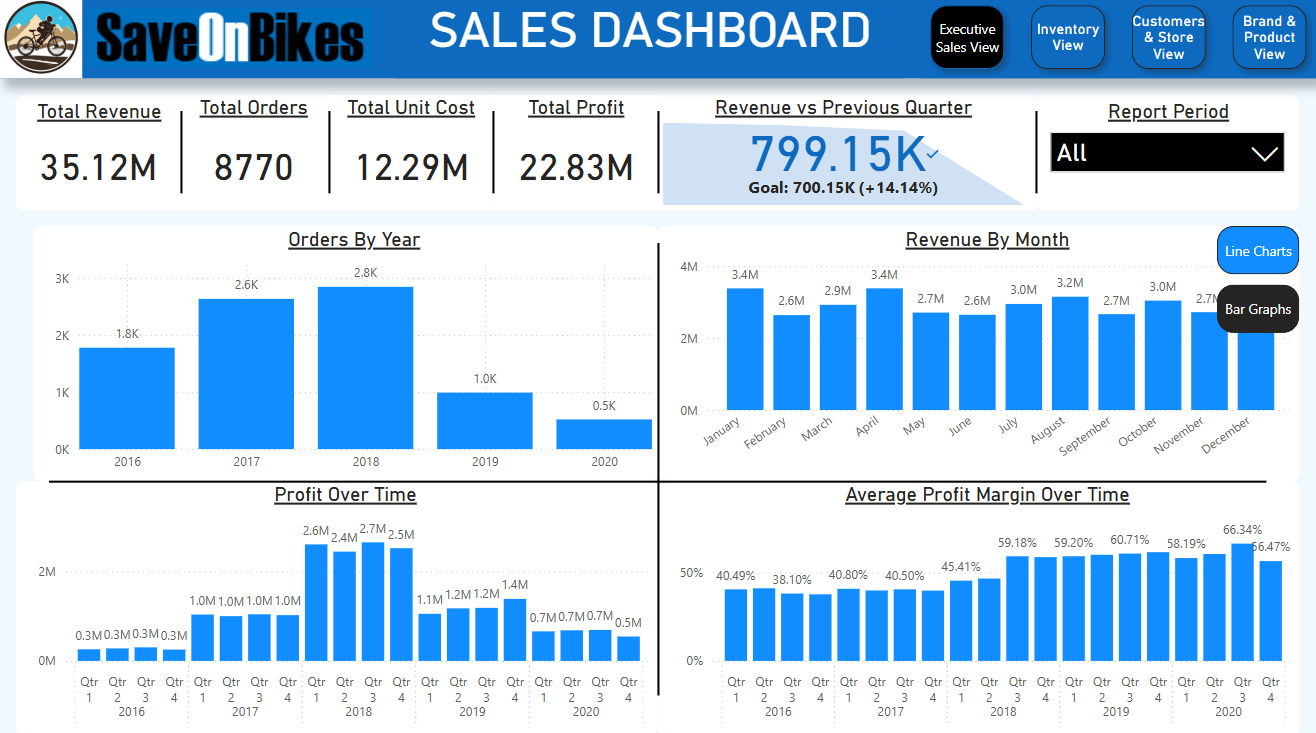 SaveOnBikes
SALES DASHBOARD
Executive
Sales View
Inventory
View
Customers
& Store
View
Brand &
Product
View
Total Revenue
35.12M
Total Orders
8770
Total Unit Cost
12.29M
Total Profit
22.83M
Revenue vs Previous Quarter
799.15K
Goal: 700.15K (+14.14%)
Report Period
All
Orders By Year
3K
2K
1K
0K
1.8K
2.6K
2.8K
1.0K
0.5K
2016 2017 2018 2019 2020
Revenue By Month
Line Charts
Bar Graphs
4M
2M
0M
3.4M 2.6M 2.9M 3.4M 2.7M 2.6M 3.0M 3.2M 2.7M 3.0M 2.7M
January February March April May June July August September October November December
Profit Over Time
2M
0M
0.3M 0.3M 0.3M 0.3M 1.0M 1.0M 1.0M 1.0M 2.6M 2.4M 2.7M 2.5M 1.1M 1.2M 1.2M 1.4M 0.7M 0.7M 0.7M 0.5M
Qtr Qtr Qtr Qtr Qtr Qtr Qtr Qtr Qtr Qtr Qtr Qtr Qtr Qtr Qtr Qtr Qtr Qtr Qtr Qtr
1 2 3 4 1 2 3 4 1 2 3 4 1 2 3 4 1 2 3 4
2016 2017 2018 2019 2020
Average Profit Margin Over Time
50%
0%
40.49% 38.10% 40.80% 40.50% 45.41% 59.18% 59.20% 60.71% 58.19% 66.34% 56.47%
Qtr Qtr Qtr Qtr Qtr Qtr Qtr Qtr Qtr Qtr Qtr Qtr Qtr Qtr Qtr Qtr Qtr Qtr Qtr Qtr
1 2 3 4 1 2 3 4 1 2 3 4 1 2 3 4 1 2 3 4
2016 2017 2018 2019 2020